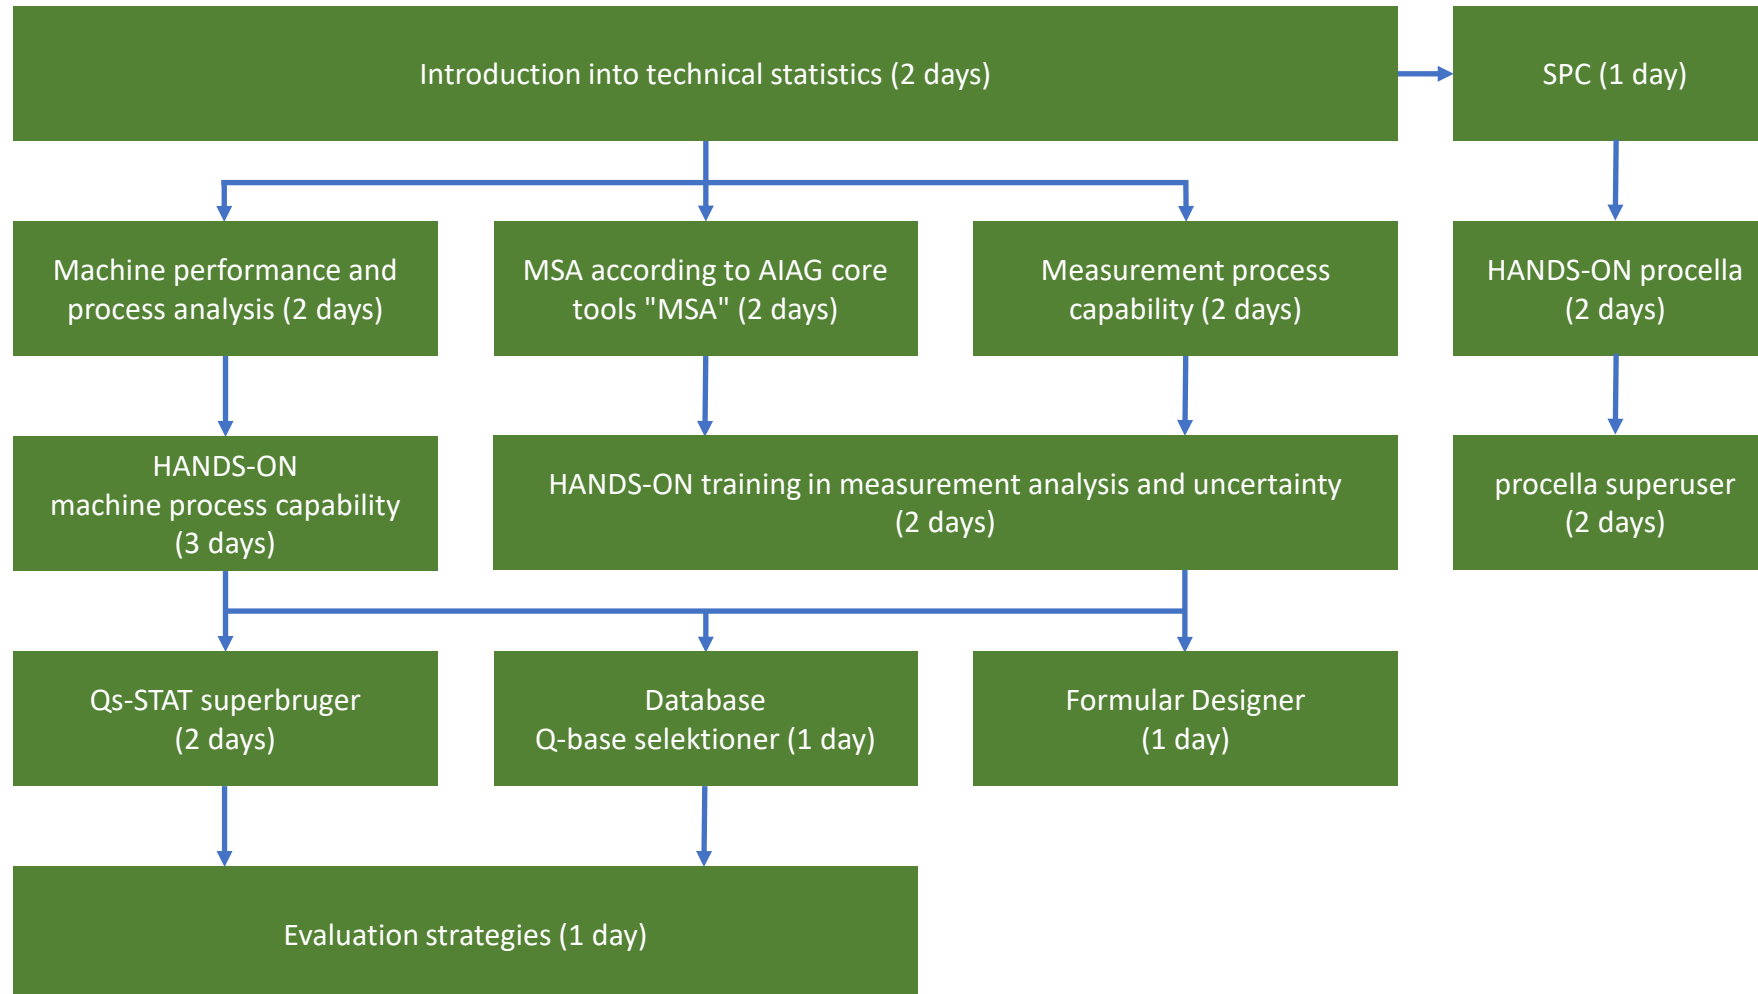 Introduction into technical statistics (2 days)
SPC (1 day)
Machine performance and
process analysis (2 days)
MSA according to AIAG core
tools "MSA" (2 days)
Measurement process
capability (2 days)
HANDS-ON procella
(2 days)
HANDS-ON
machine process capability
(3 days)
HANDS-ON training in measurement analysis and uncertainty
(2 days)
procella superuser
(2 days)
Qs-STAT superbruger
(2 days)
Database
Q-base selektioner (1 day)
Formular Designer
(1 day)
Evaluation strategies (1 day)